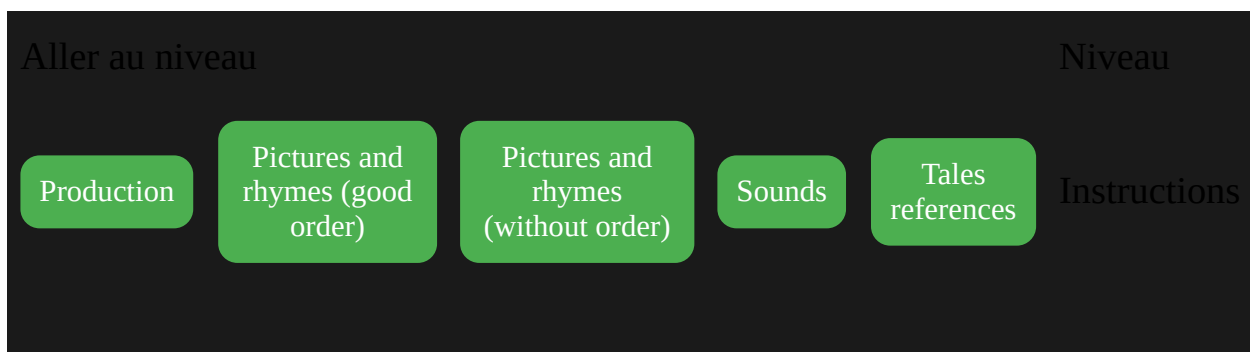 Aller au niveau
Niveau
Production
Pictures and
rhymes (good
order)
Pictures and
rhymes
(without order)
Sounds
Tales
references
Instructions